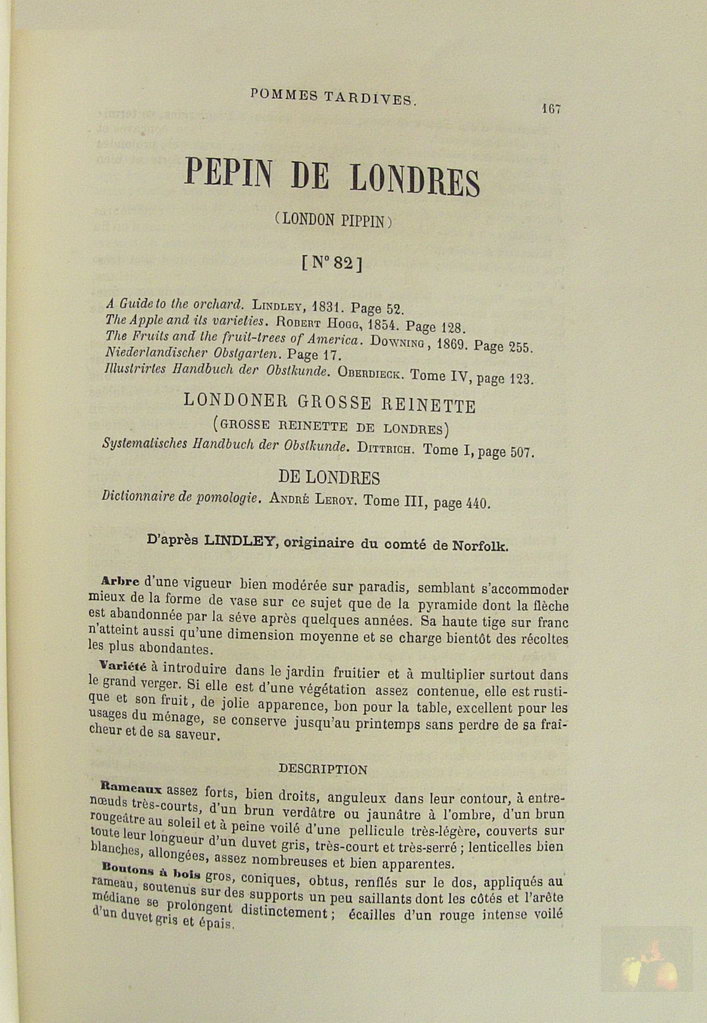 POMMES TARDIVES.
167
PEPIN DE LONDRES
(LONDON PIPPIN)
[N° 82]
A Guide to the orchard. LINDLEY, 1831. Page 52.
The Apple and its varieties. ROBERT HOGG, 1854. Page 128.
The Fruits and the fruit-trees of America. DOWNING, 1869. Page 255.
Niederlandischer Obstgarten. Page 17.
Illustrirtes Handbuch der Obstkunde. OBERDIECK. Tome IV, page 123.
LONDONER GROSSE REINETTE
(GROSSE REINETTE DE LONDRES)
Systematisches Handbuch der Obstkunde. DITTRICH. Tome I, page 507.
DE LONDRES
Dictionnaire de pomologie. ANDRÉ LEROY. Tome III, page 440.
D'après LINDLEY, originaire du comté de Norfolk.
Arbre d'une vigueur bien modérée sur paradis, semblant s'accommoder
mieux de la forme de vase sur ce sujet que de la pyramide dont la flèche
est abandonnée par la séve après quelques années. Sa haute tige sur franc
n'atteint aussi qu'une dimension moyenne et se charge bientôt des récoltes
les plus abondantes.
Variété à introduire dans le jardin fruitier et à multiplier surtout dans
le grand verger. Si elle est d'une végétation assez contenue, elle est rusti-
que et son fruit, de jolie apparence, bon pour la table, excellent pour les
usages du ménage, se conserve jusqu'au printemps sans perdre de sa fraî-
cheur et de sa saveur.
DESCRIPTION
Rameaux assez forts, bien droits, anguleux dans leur contour, à entre-
nœuds très-courts, d'un brun verdâtre ou jaunâtre à l'ombre, d'un brun
rougeâtre au soleil et à peine voilé d'une pellicule très-légère, couverts sur
toute leur longueur d'un duvet gris, très-court et très-serré ; lenticelles bien
blanches, allongées, assez nombreuses et bien apparentes.
Boutons à bois gros, coniques, obtus, renflés sur le dos, appliqués au
rameau, soutenus sur des supports un peu saillants dont les côtés et l'arête
médiane se prolongent distinctement ; écailles d'un rouge intense voilé
d'un duvet gris et épais.